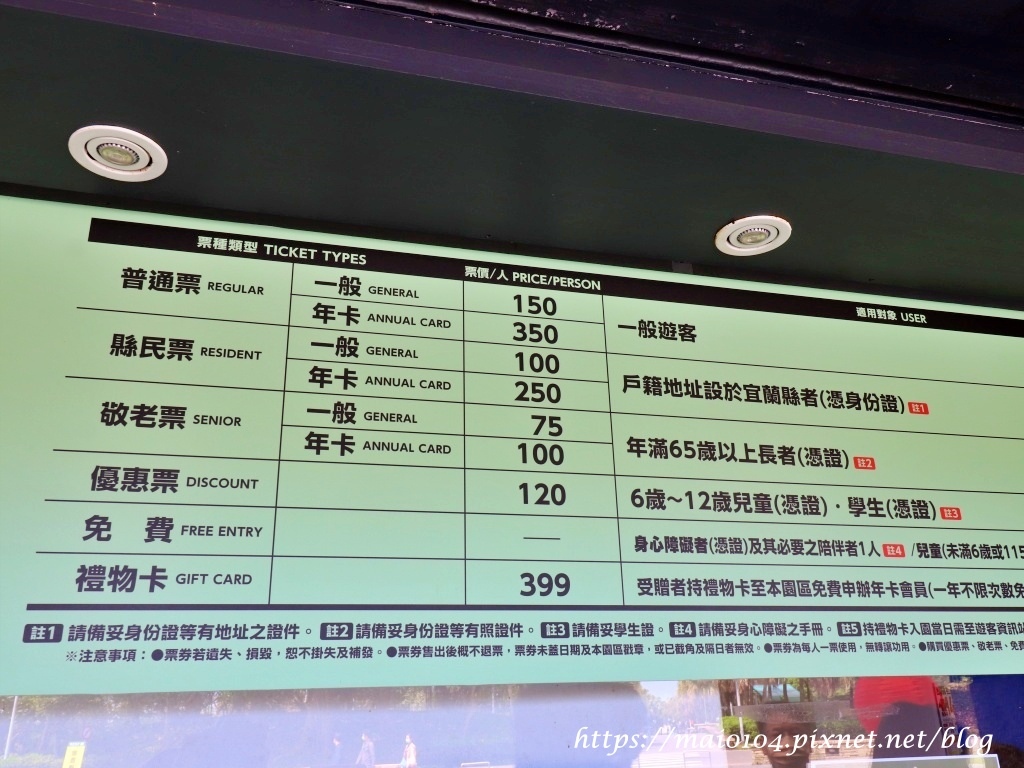 票種類型 TICKET TYPES 票價/人 PRICE/PERSON 適用對象 USER
普通票 REGULAR 一般 GENERAL 150 一般遊客
年卡 ANNUAL CARD 350
縣民票 RESIDENT 一般 GENERAL 100 戶籍地址設於宜蘭縣者(憑身份證) 註1
年卡 ANNUAL CARD 250
敬老票 SENIOR 一般 GENERAL 75 年滿65歲以上長者(憑證) 註2
年卡 ANNUAL CARD 100
優惠票 DISCOUNT 120 6歲~12歲兒童(憑證)・學生(憑證) 註3
免 費 FREE ENTRY — 身心障礙者(憑證)及其必要之陪伴者1人 註4 /兒童(未滿6歲或115
禮物卡 GIFT CARD 399 受贈者持禮物卡至本園區免費申辦年卡會員(一年不限次數免
註1 請備妥身份證等有地址之證件。 註2 請備妥身份證等有照證件。 註3 請備妥學生證。 註4 請備妥身心障礙之手冊。 註5 持禮物卡入園當日需至遊客資訊站
※注意事項：●票券若遺失、損毀，恕不掛失及補發。●票券售出後概不退票，票券未蓋日期及本園區戳章，或已截角及隔日者無效。●票券為每人一票使用，無轉讓功用。●購買優惠票、敬老票、免費
https://maio104.pixnet.net/blog